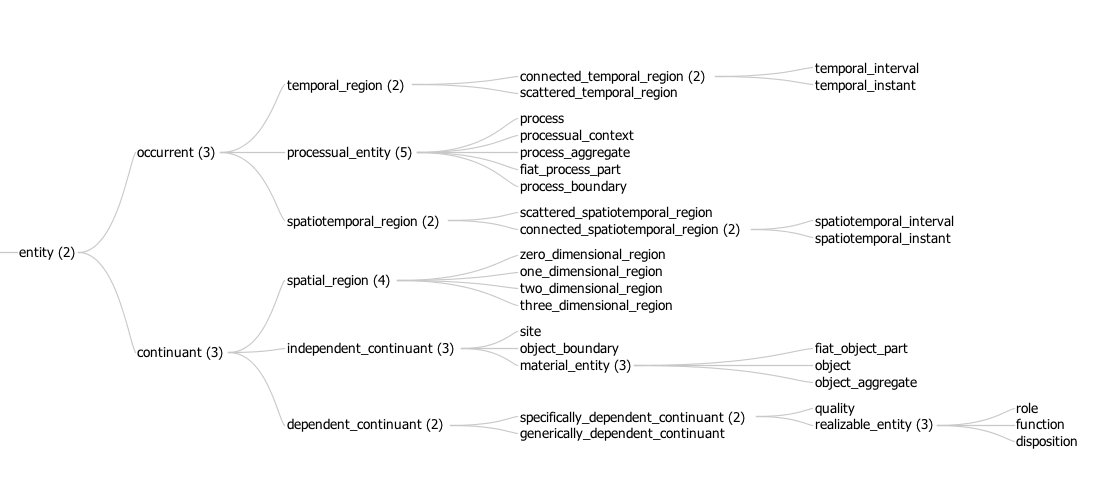 entity (2)
occurrent (3)
temporal_region (2)
connected_temporal_region (2)
temporal_interval
temporal_instant
scattered_temporal_region
processual_entity (5)
process
processual_context
process_aggregate
fiat_process_part
process_boundary
spatiotemporal_region (2)
scattered_spatiotemporal_region
connected_spatiotemporal_region (2)
spatiotemporal_interval
spatiotemporal_instant
continuant (3)
spatial_region (4)
zero_dimensional_region
one_dimensional_region
two_dimensional_region
three_dimensional_region
independent_continuant (3)
site
object_boundary
material_entity (3)
fiat_object_part
object
object_aggregate
dependent_continuant (2)
specifically_dependent_continuant (2)
quality
realizable_entity (3)
role
function
disposition
generically_dependent_continuant